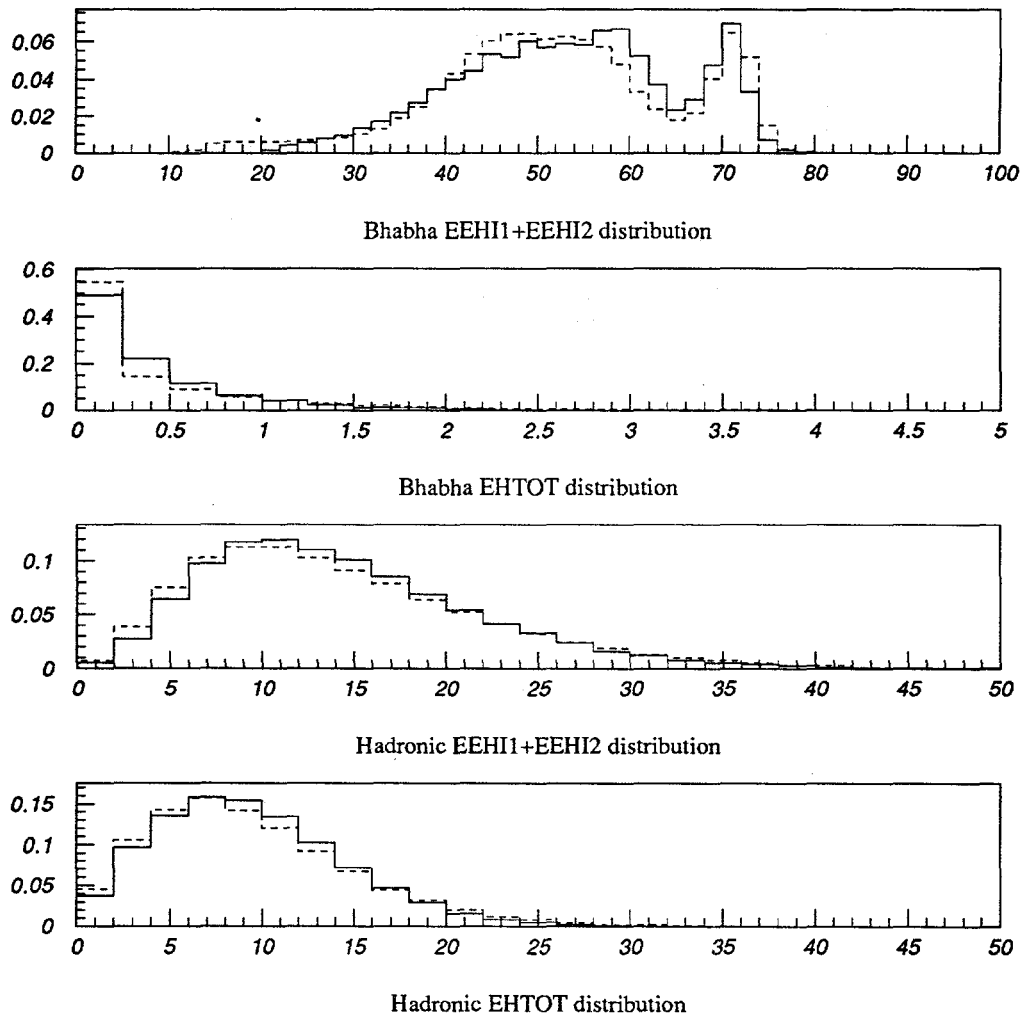 0.06
0.04
0.02
0
0 10 20 30 40 50 60 70 80 90 100
Bhabha EEHI1+EEHI2 distribution
0.6
0.4
0.2
0
0 0.5 1 1.5 2 2.5 3 3.5 4 4.5 5
Bhabha EHTOT distribution
0.1
0.05
0
0 5 10 15 20 25 30 35 40 45 50
Hadronic EEHI1+EEHI2 distribution
0.15
0.1
0.05
0
0 5 10 15 20 25 30 35 40 45 50
Hadronic EHTOT distribution